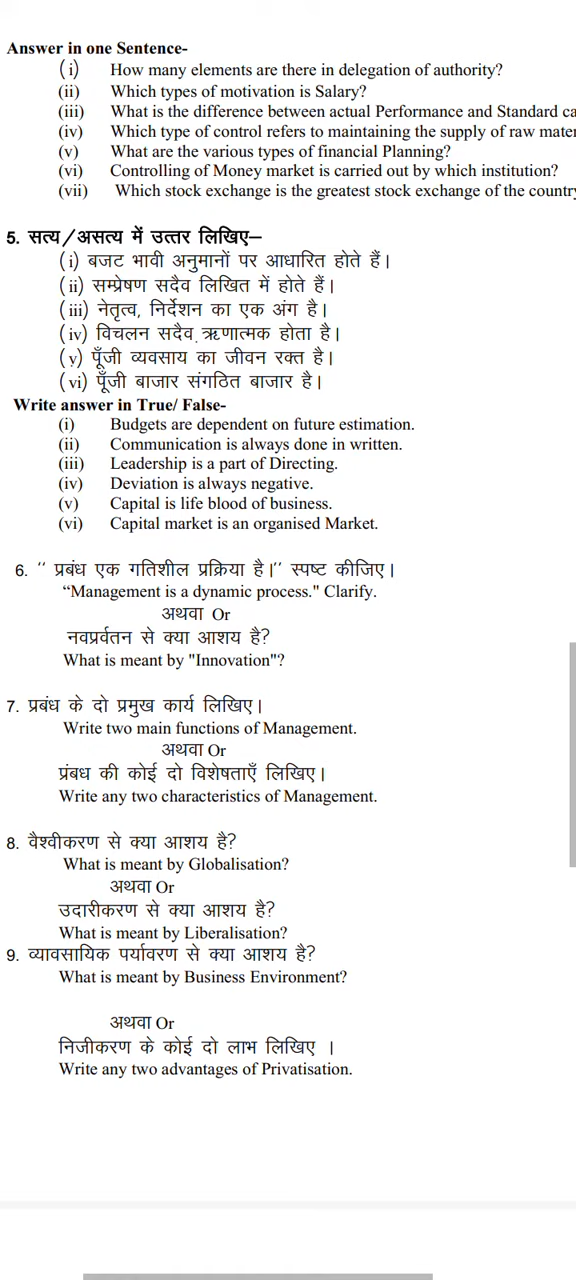 Answer in one Sentence-
(i) How many elements are there in delegation of authority?
(ii) Which types of motivation is Salary?
(iii) What is the difference between actual Performance and Standard ca
(iv) Which type of control refers to maintaining the supply of raw mater
(v) What are the various types of financial Planning?
(vi) Controlling of Money market is carried out by which institution?
(vii) Which stock exchange is the greatest stock exchange of the country
5. सत्य/असत्य में उत्तर लिखिए–
(i) बजट भावी अनुमानों पर आधारित होते हैं।
(ii) सम्प्रेषण सदैव लिखित में होते हैं।
(iii) नेतृत्व, निर्देशन का एक अंग है।
(iv) विचलन सदैव ऋणात्मक होता है।
(v) पूँजी व्यवसाय का जीवन रक्त है।
(vi) पूँजी बाजार संगठित बाजार है।
Write answer in True/ False-
(i) Budgets are dependent on future estimation.
(ii) Communication is always done in written.
(iii) Leadership is a part of Directing.
(iv) Deviation is always negative.
(v) Capital is life blood of business.
(vi) Capital market is an organised Market.
6. ‘‘ प्रबंध एक गतिशील प्रक्रिया है।’’ स्पष्ट कीजिए।
“Management is a dynamic process." Clarify.
अथवा Or
नवप्रर्वतन से क्या आशय है?
What is meant by "Innovation"?
7. प्रबंध के दो प्रमुख कार्य लिखिए।
Write two main functions of Management.
अथवा Or
प्रंबध की कोई दो विशेषताएँ लिखिए।
Write any two characteristics of Management.
8. वैश्वीकरण से क्या आशय है?
What is meant by Globalisation?
अथवा Or
उदारीकरण से क्या आशय है?
What is meant by Liberalisation?
9. व्यावसायिक पर्यावरण से क्या आशय है?
What is meant by Business Environment?
अथवा Or
निजीकरण के कोई दो लाभ लिखिए ।
Write any two advantages of Privatisation.